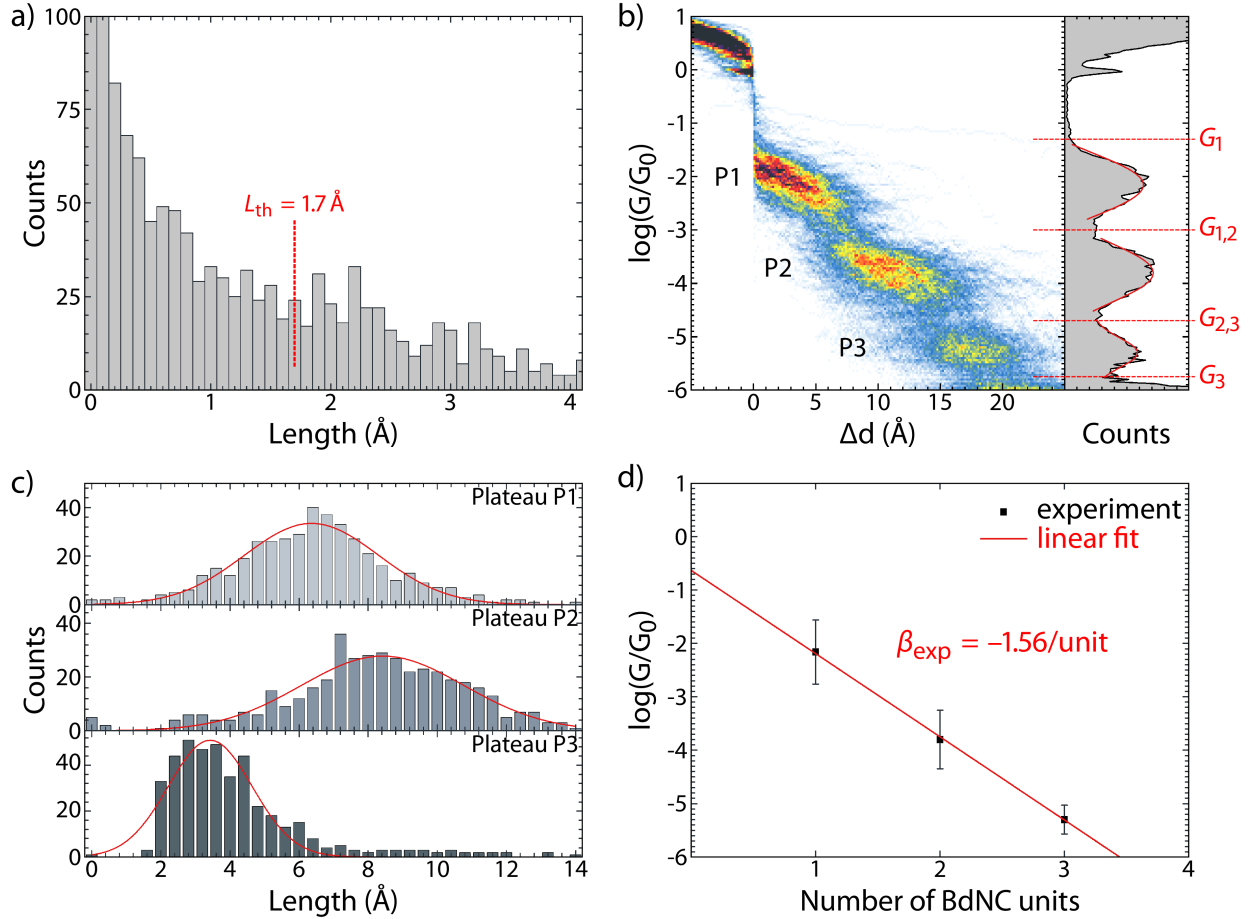 a)
100
75
50
25
0
Counts
L_th = 1.7 Å
0 1 2 3 4
Length (Å)
b)
1
0
-1
-2
-3
-4
-5
-6
log(G/G₀)
P1
P2
P3
0 5 10 15 20
Δd (Å)
Counts
G₁
G₁,₂
G₂,₃
G₃
c)
Plateau P1
40
20
0
Plateau P2
40
20
0
Plateau P3
40
20
0
Counts
0 2 4 6 8 10 12 14
Length (Å)
d)
1
0
-1
-2
-3
-4
-5
-6
log(G/G₀)
experiment
linear fit
β_exp = –1.56/unit
1 2 3 4
Number of BdNC units